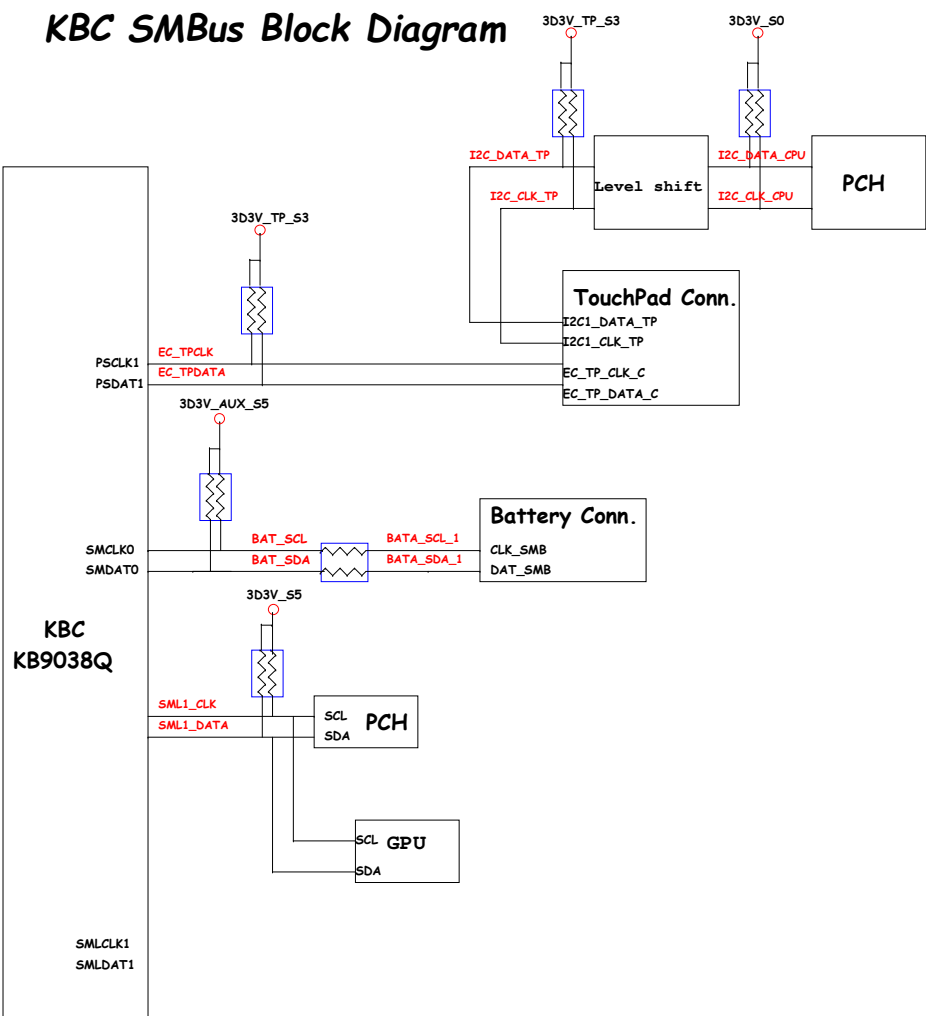 KBC SMBus Block Diagram
3D3V_TP_S3
3D3V_S0
I2C_DATA_TP
I2C_DATA_CPU
Level shift
PCH
I2C_CLK_TP
I2C_CLK_CPU
3D3V_TP_S3
TouchPad Conn.
I2C1_DATA_TP
I2C1_CLK_TP
EC_TP_CLK_C
EC_TP_DATA_C
PSCLK1
EC_TPCLK
PSDAT1
EC_TPDATA
3D3V_AUX_S5
Battery Conn.
SMCLK0
BAT_SCL
BATA_SCL_1
CLK_SMB
SMDAT0
BAT_SDA
BATA_SDA_1
DAT_SMB
3D3V_S5
KBC
KB9038Q
SML1_CLK
SCL
PCH
SML1_DATA
SDA
SCL
GPU
SDA
SMLCLK1
SMLDAT1